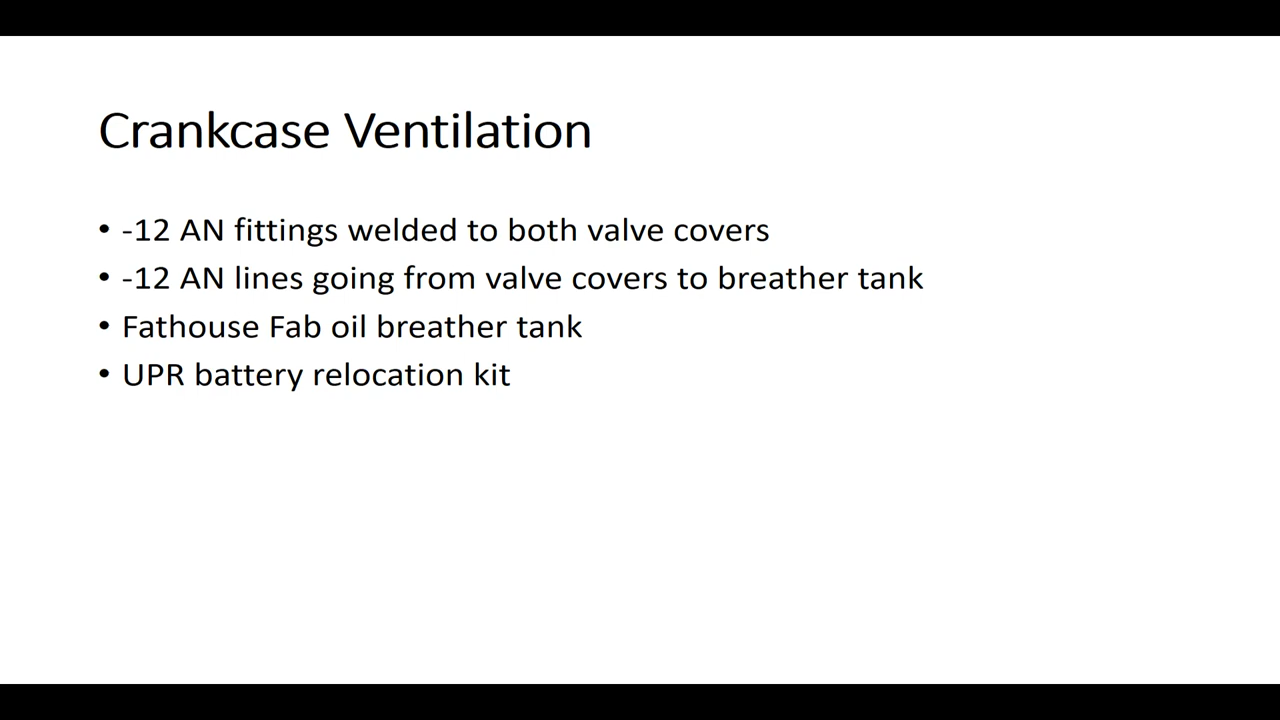 Crankcase Ventilation
• -12 AN fittings welded to both valve covers
• -12 AN lines going from valve covers to breather tank
• Fathouse Fab oil breather tank
• UPR battery relocation kit